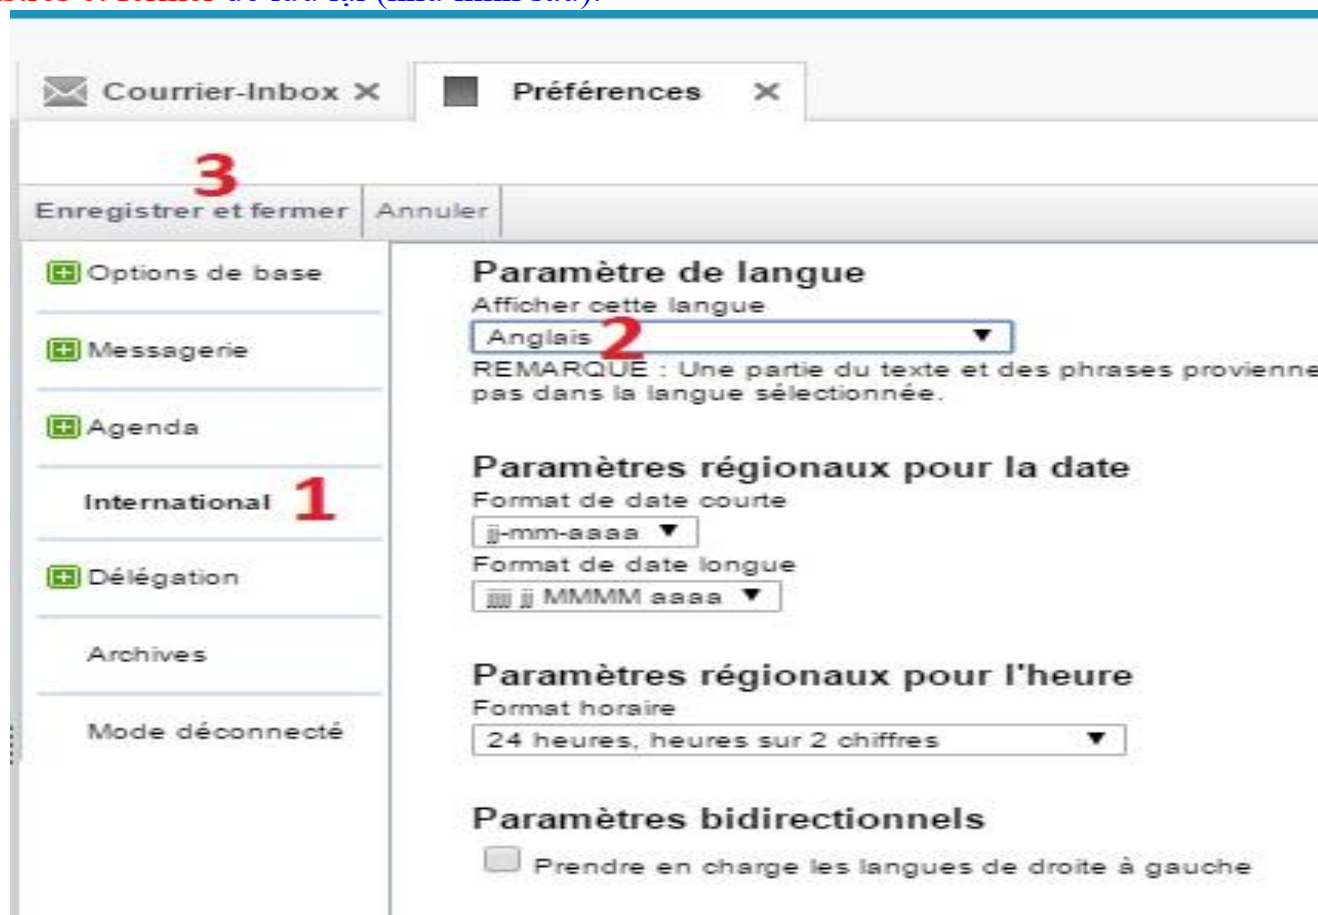 et fermer
Courrier-Inbox
Préférences
3
Enregistrer et fermer Annuler
Options de base
Messagerie
Agenda
International 1
Délégation
Archives
Mode déconnecté
Paramètre de langue
Afficher cette langue
Anglais 2
REMARQUE : Une partie du texte et des phrases provienne
pas dans la langue sélectionnée.
Paramètres régionaux pour la date
Format de date courte
jj-mm-aaaa
Format de date longue
jjjj jj MMMM aaaa
Paramètres régionaux pour l'heure
Format horaire
24 heures, heures sur 2 chiffres
Paramètres bidirectionnels
Prendre en charge les langues de droite à gauche